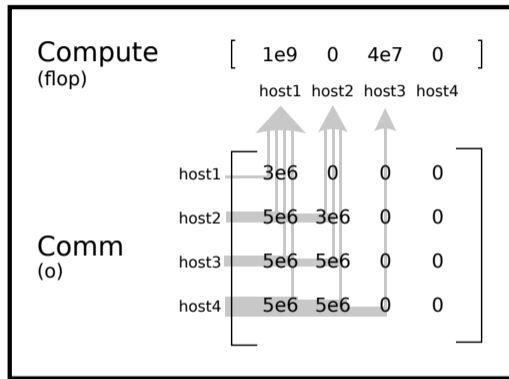 Compute [ 1e9 0 4e7 0 ]
(flop)
host1 host2 host3 host4
host1 3e6 0 0 0
host2 5e6 3e6 0 0
Comm
(o)
host3 5e6 5e6 0 0
host4 5e6 5e6 0 0